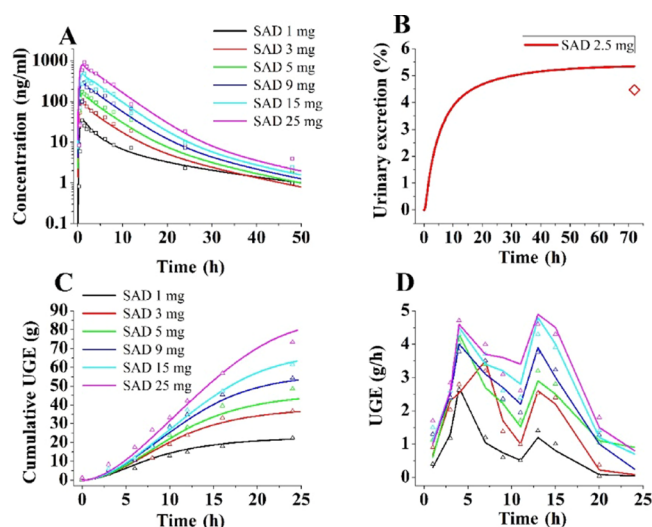 A
Concentration (ng/ml)
1000
100
10
1
0.1
0 10 20 30 40 50
Time (h)
SAD 1 mg
SAD 3 mg
SAD 5 mg
SAD 9 mg
SAD 15 mg
SAD 25 mg
B
Urinary excretion (%)
6
5
4
3
2
1
0
0 10 20 30 40 50 60 70
Time (h)
SAD 2.5 mg
C
Cumulative UGE (g)
90
80
70
60
50
40
30
20
10
0
0 5 10 15 20 25
Time (h)
SAD 1 mg
SAD 3 mg
SAD 5 mg
SAD 9 mg
SAD 15 mg
SAD 25 mg
D
UGE (g/h)
5
4
3
2
1
0
0 5 10 15 20 25
Time (h)